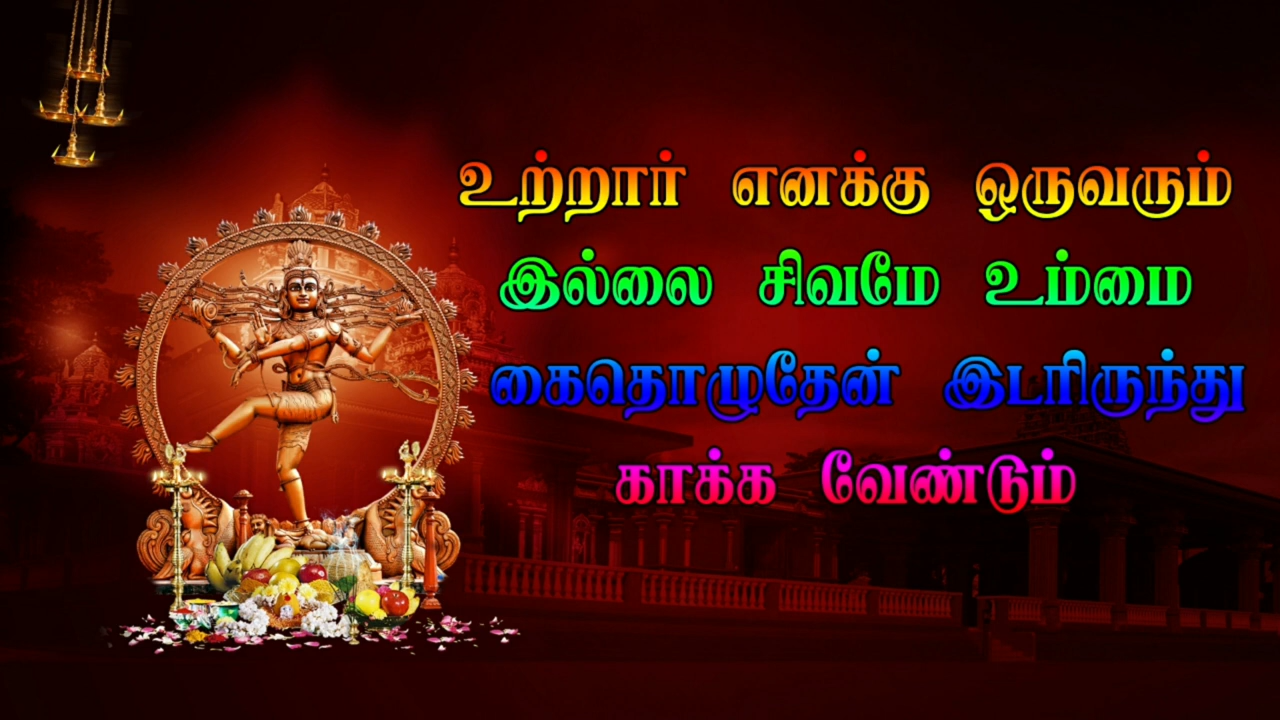 உற்றார் எனக்கு ஒருவரும்
இல்லை சிவமே உம்மை
கைதொழுதேன் இடரிருந்து
காக்க வேண்டும்